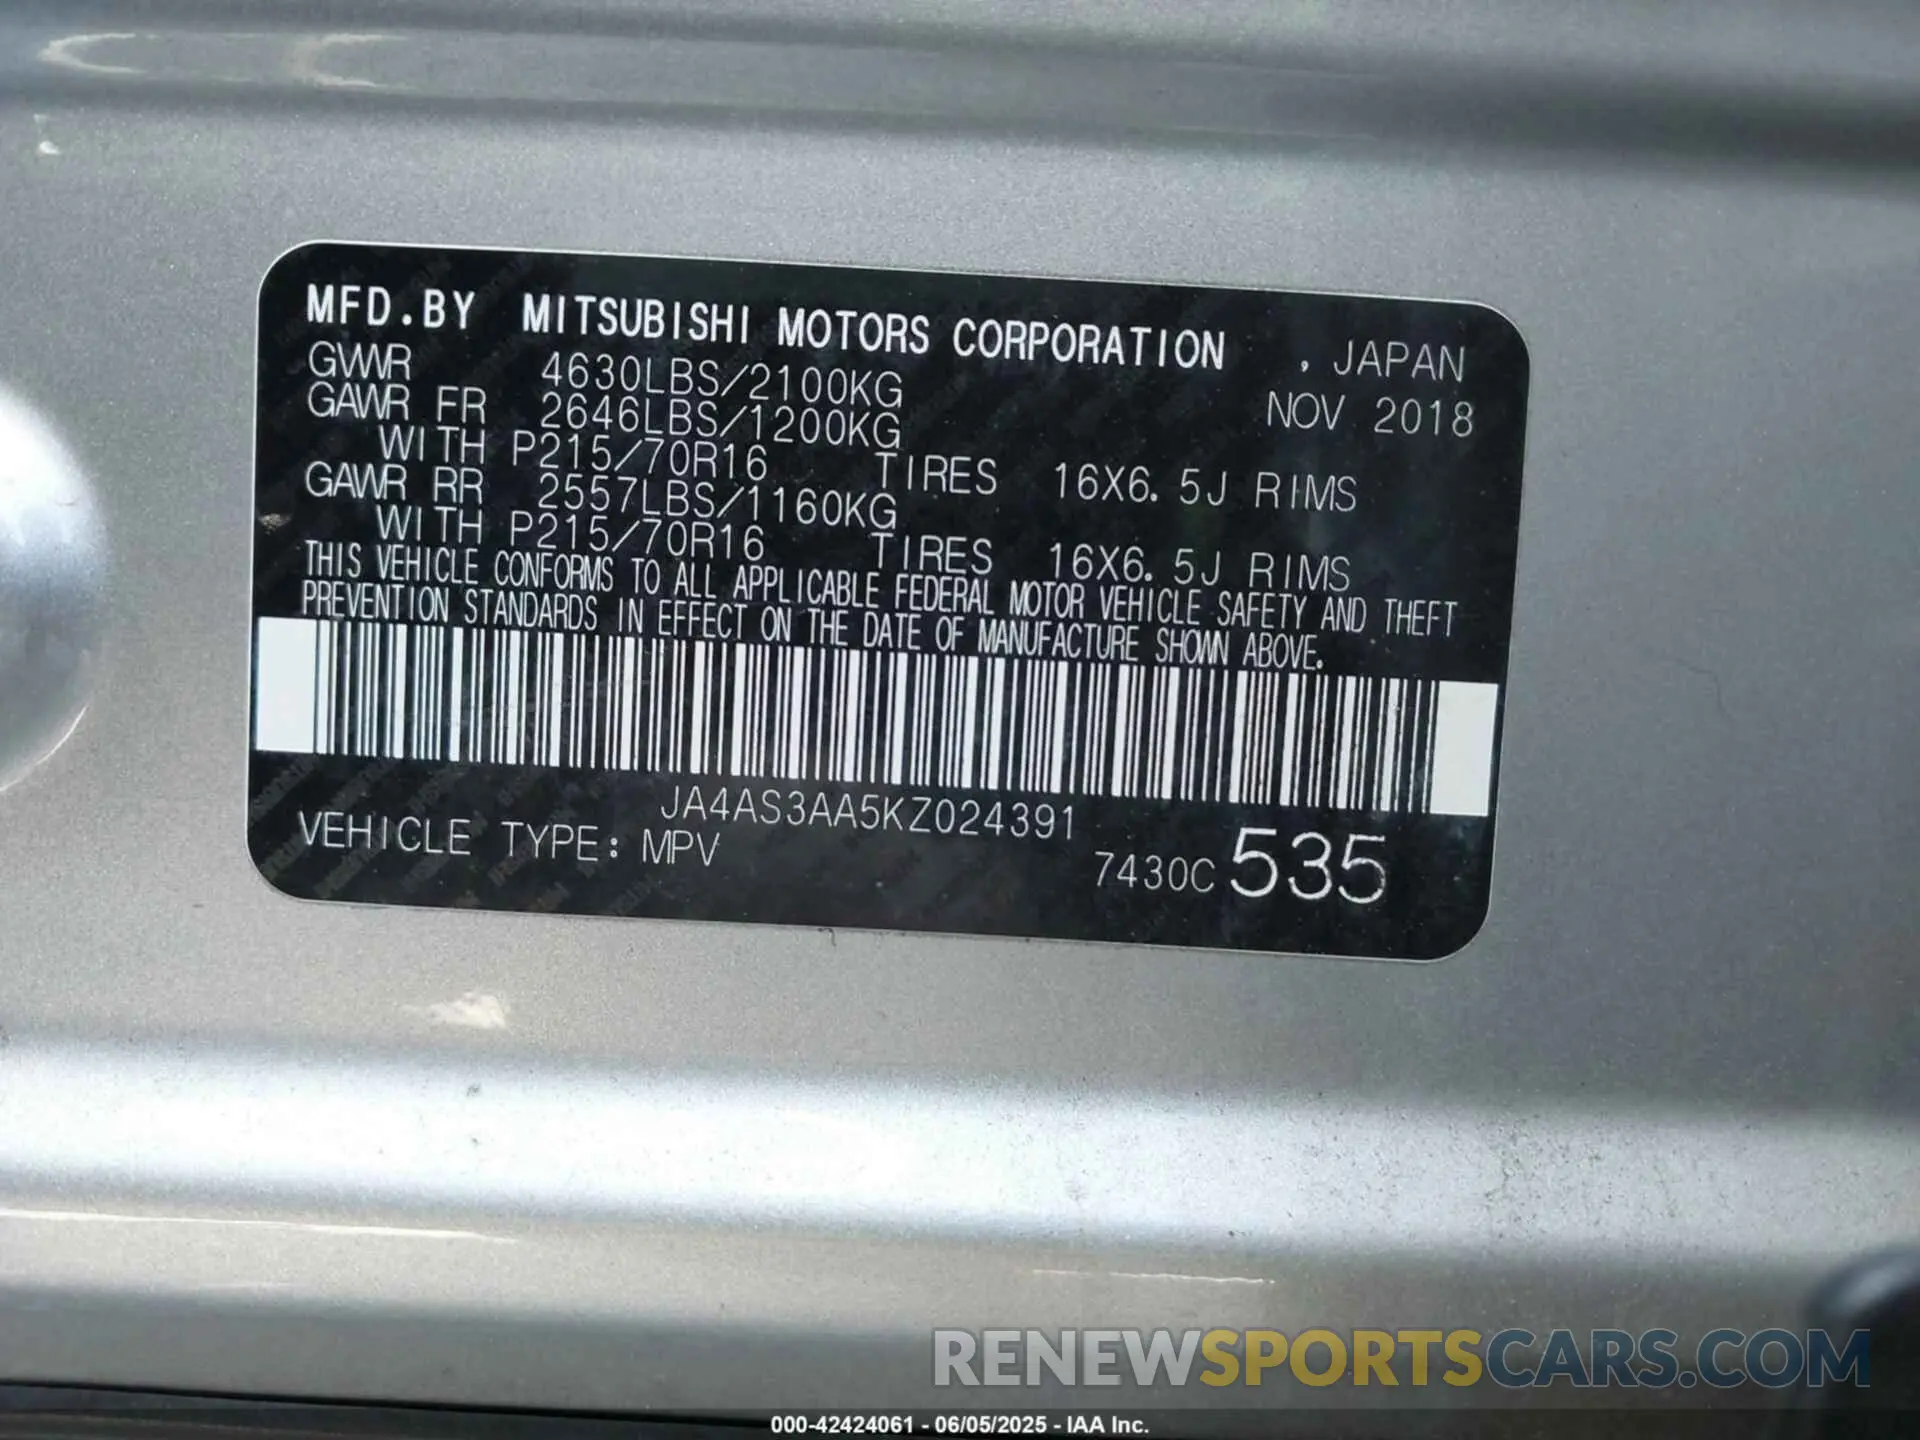 MFD.BY MITSUBISHI MOTORS CORPORATION , JAPAN
GVWR 4630LBS/2100KG NOV 2018
GAWR FR 2646LBS/1200KG
WITH P215/70R16 TIRES 16X6.5J RIMS
GAWR RR 2557LBS/1160KG
WITH P215/70R16 TIRES 16X6.5J RIMS
THIS VEHICLE CONFORMS TO ALL APPLICABLE FEDERAL MOTOR VEHICLE SAFETY AND THEFT
PREVENTION STANDARDS IN EFFECT ON THE DATE OF MANUFACTURE SHOWN ABOVE.
JA4AS3AA5KZ024391
VEHICLE TYPE: MPV 7430C 535
RENEWSPORTSCARS.COM
000-42424061 - 06/05/2025 - IAA Inc.